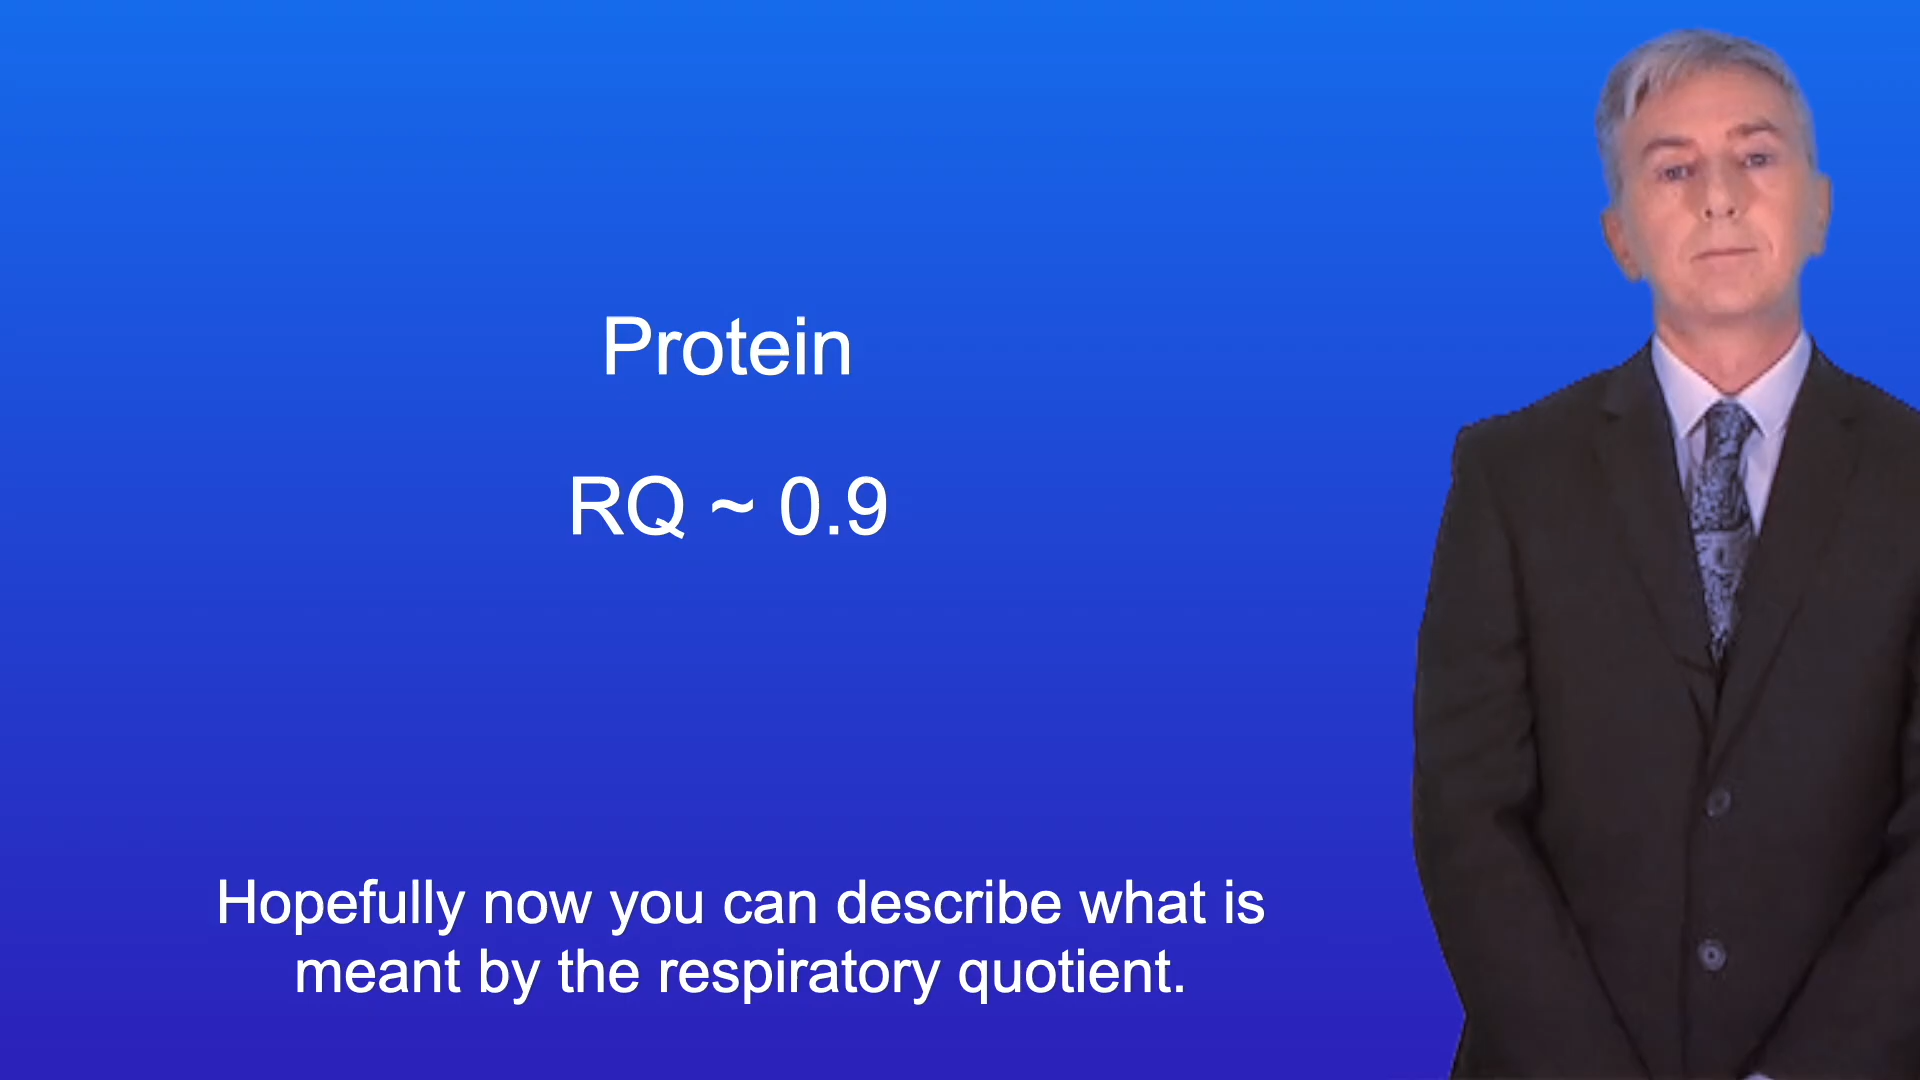 Protein
RQ ~ 0.9
Hopefully now you can describe what is
meant by the respiratory quotient.